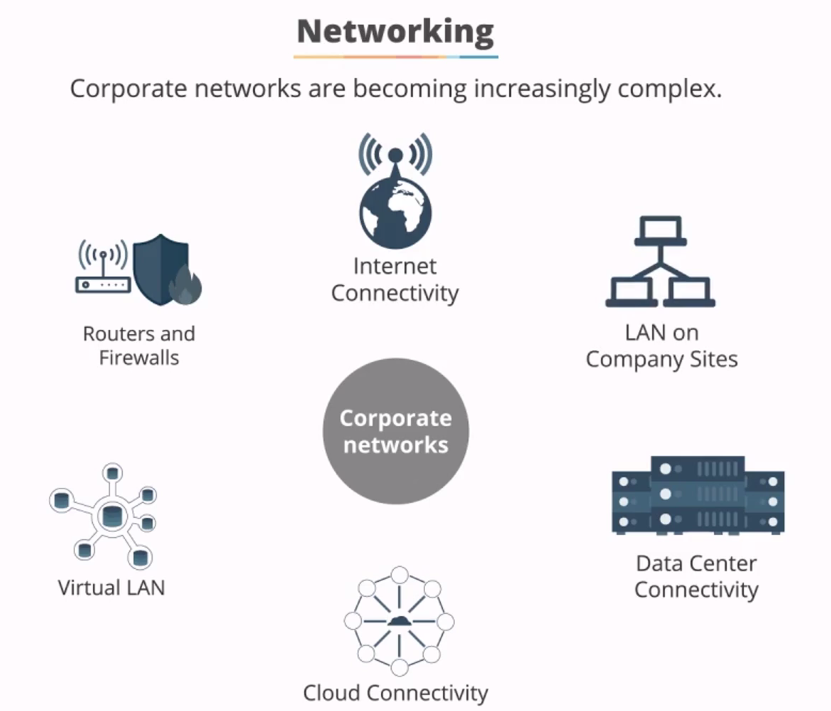 Networking
Corporate networks are becoming increasingly complex.
Internet
Connectivity
Routers and
Firewalls
LAN on
Company Sites
Corporate
networks
Virtual LAN
Data Center
Connectivity
Cloud Connectivity